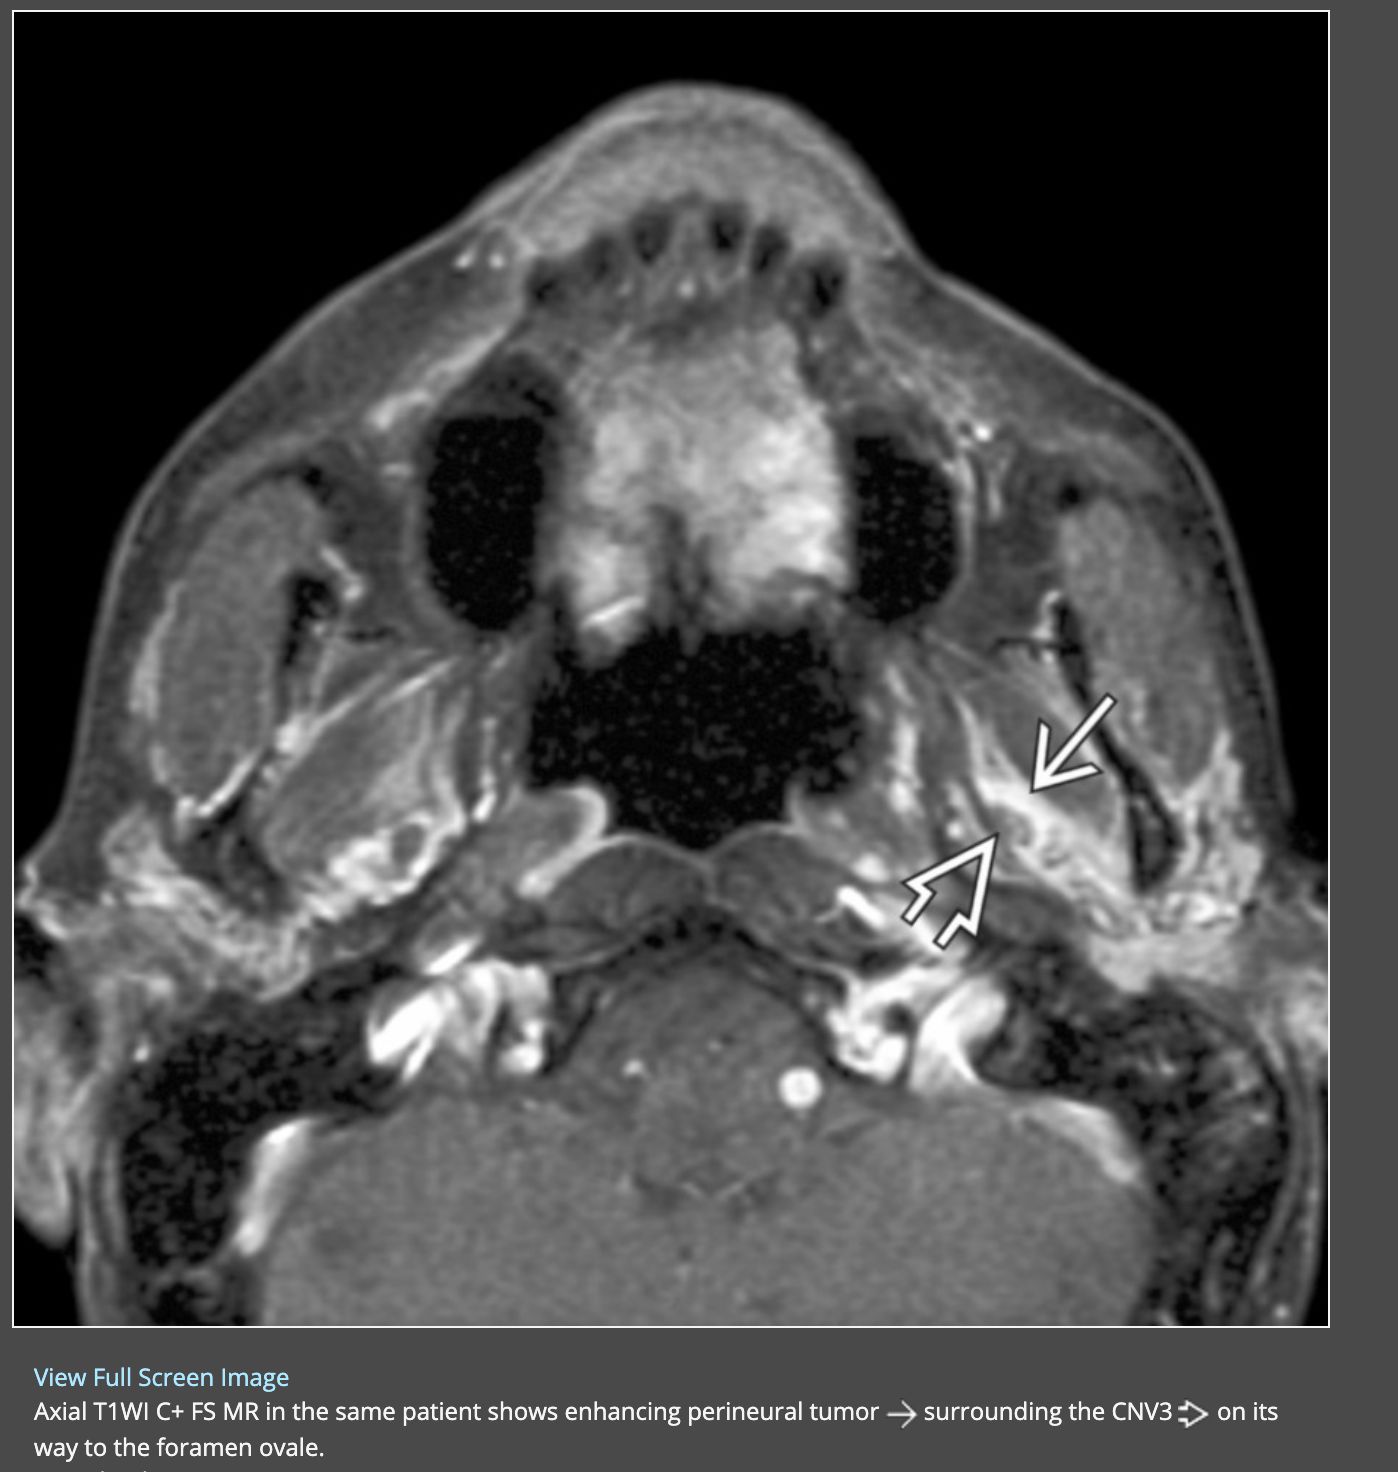 View Full Screen Image
Axial T1WI C+ FS MR in the same patient shows enhancing perineural tumor → surrounding the CNV3 ⇨ on its
way to the foramen ovale.